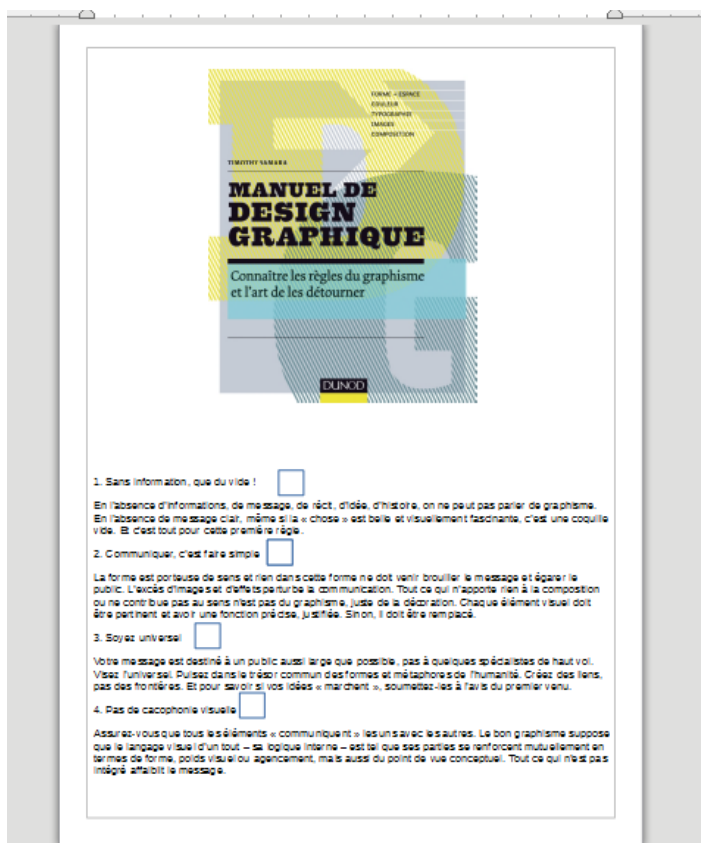 FORME + ESPACE
COULEUR
TYPOGRAPHIE
IMAGES
COMPOSITION
TIMOTHY SAMARA
MANUEL DE
DESIGN
GRAPHIQUE
Connaître les règles du graphisme
et l'art de les détourner
DUNOD
1. Sans information, que du vide !
En l'absence d'informations, de message, de récit, d'idée, d'histoire, on ne peut pas parler de graphisme.
En l'absence de message clair, même si la « chose » est belle et visuellement fascinante, c'est une coquille
vide. Et c'est tout pour cette première règle.
2. Communiquer, c'est faire simple
La forme est porteuse de sens et rien dans cette forme ne doit venir brouiller le message et égarer le
public. L'excès d'images et d'effets perturbe la communication. Tout ce qui n'apporte rien à la composition
ou ne contribue pas au sens n'est pas du graphisme, juste de la décoration. Chaque élément visuel doit
être pertinent et avoir une fonction précise, justifiée. Sinon, il doit être remplacé.
3. Soyez universel
Votre message est destiné à un public aussi large que possible, pas à quelques spécialistes de haut vol.
Visez l'universel. Puisez dans le trésor commun des formes et métaphores de l'humanité. Créez des liens,
pas des frontières. Et pour savoir si vos idées « marchent », soumettez-les à l'avis du premier venu.
4. Pas de cacophonie visuelle
Assurez-vous que tous les éléments « communiquent » les uns avec les autres. Le bon graphisme suppose
que le langage visuel d'un tout – sa logique interne – est tel que ses parties se renforcent mutuellement en
termes de forme, poids visuel ou agencement, mais aussi du point de vue conceptuel. Tout ce qui n'est pas
intégré affaiblit le message.